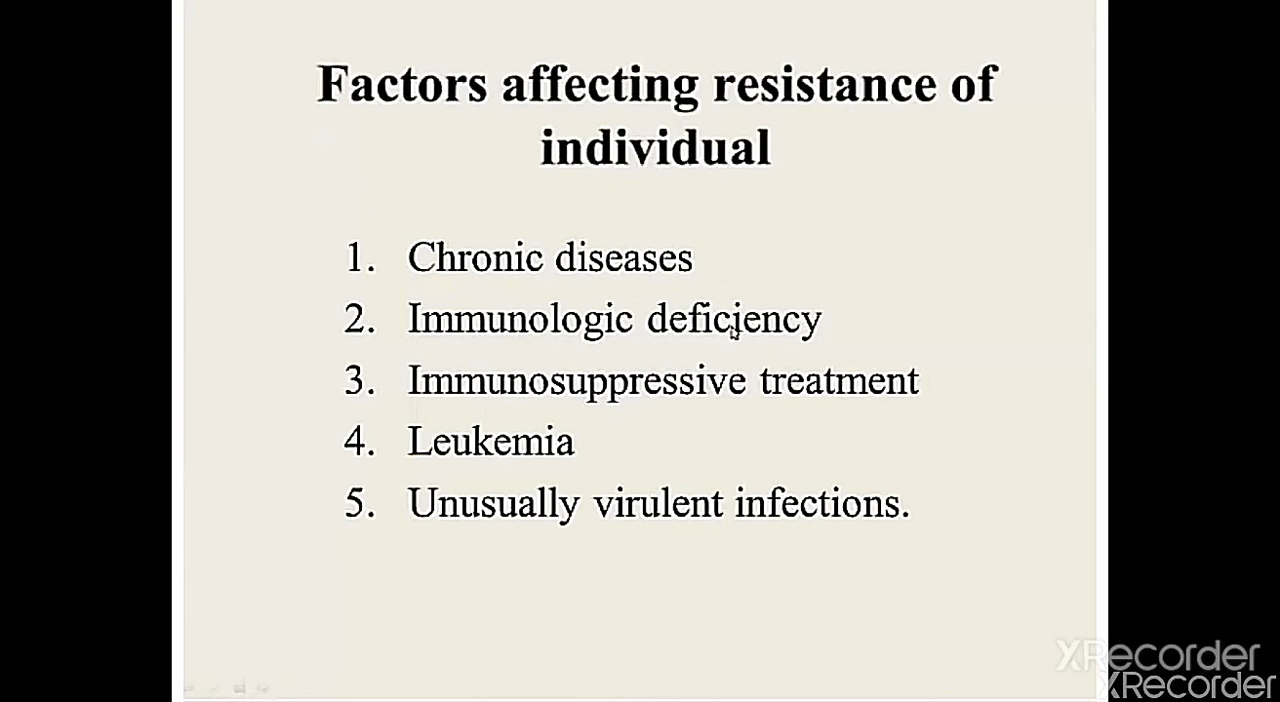 Factors affecting resistance of
individual
1. Chronic diseases
2. Immunologic deficiency
3. Immunosuppressive treatment
4. Leukemia
5. Unusually virulent infections.
XRecorder
XRecorder